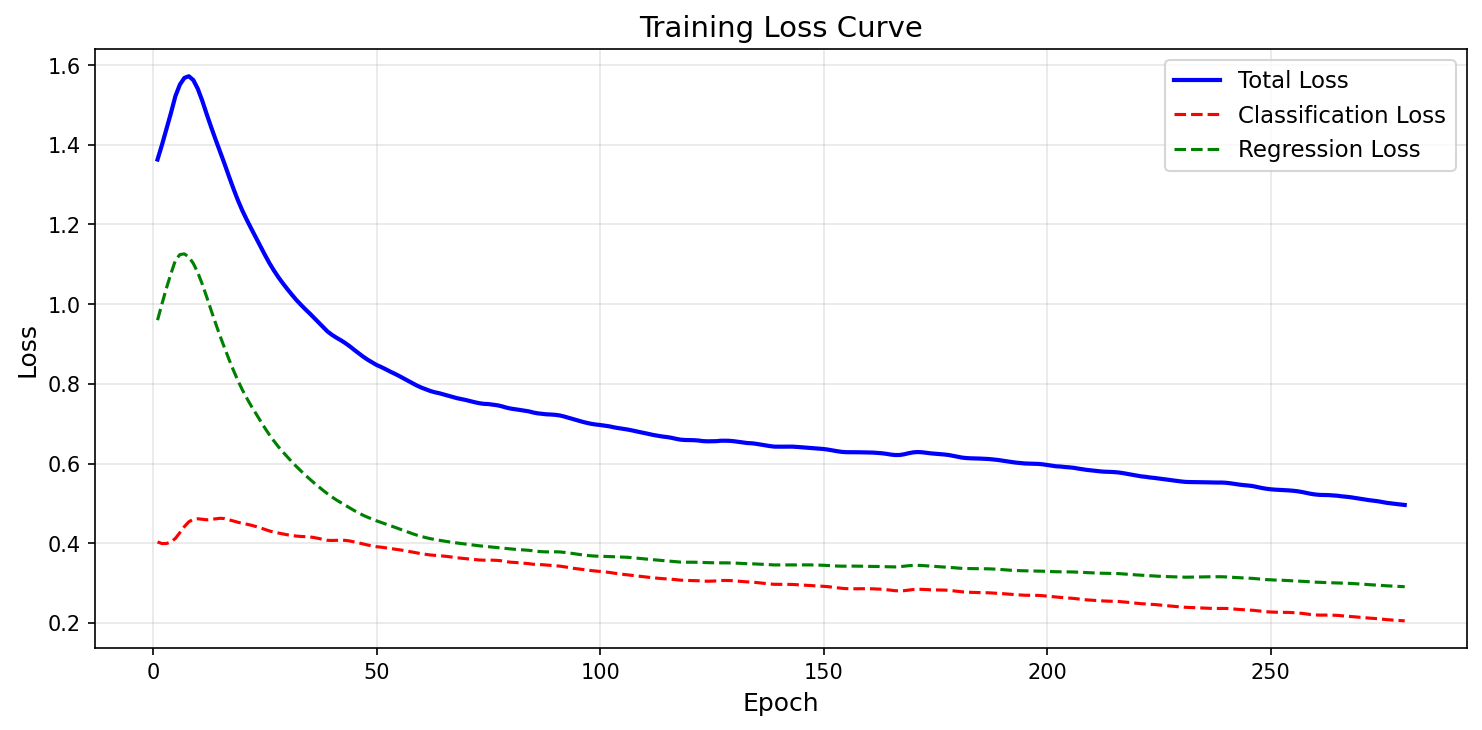 Training Loss Curve
1.6
1.4
1.2
1.0
0.8
0.6
0.4
0.2
Loss
Total Loss
Classification Loss
Regression Loss
0 50 100 150 200 250
Epoch